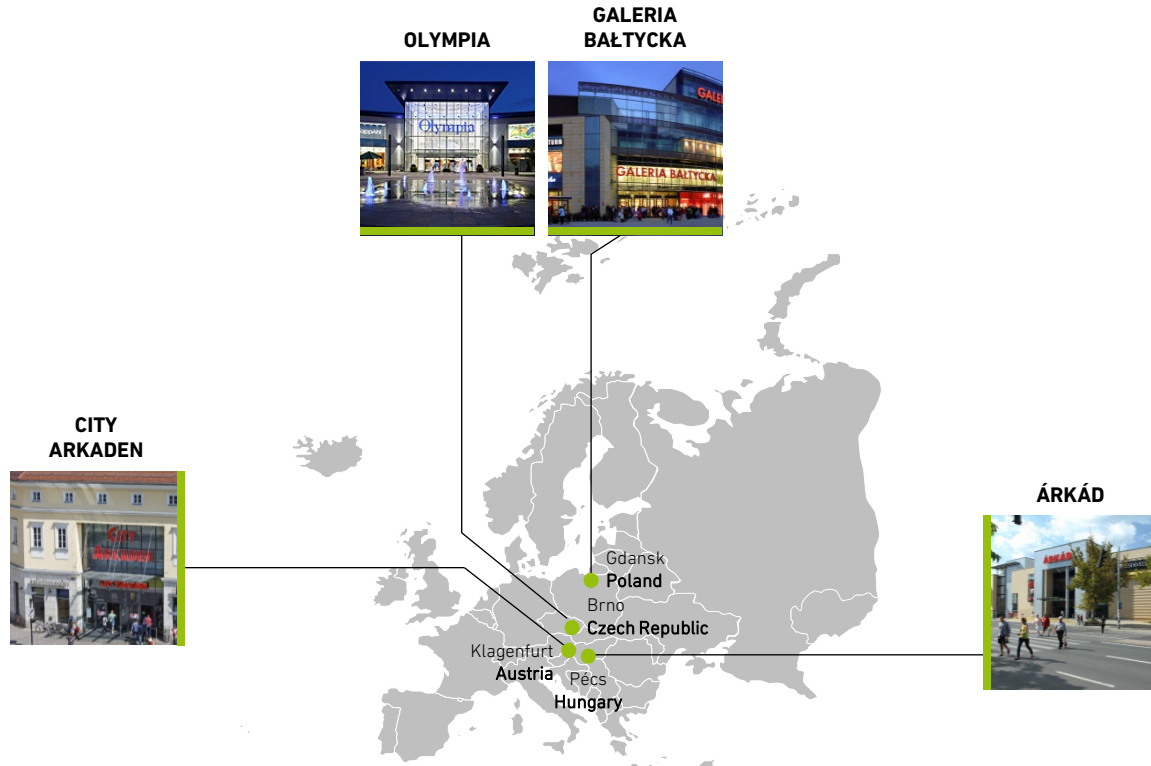 GALERIA
BAŁTYCKA
OLYMPIA
Olympia
GALERIA BAŁTYCKA
CITY
ARKADEN
CITY
ARKADEN
ÁRKÁD
ÁRKÁD
Gdansk
Poland
Brno
Czech Republic
Klagenfurt
Austria
Pécs
Hungary